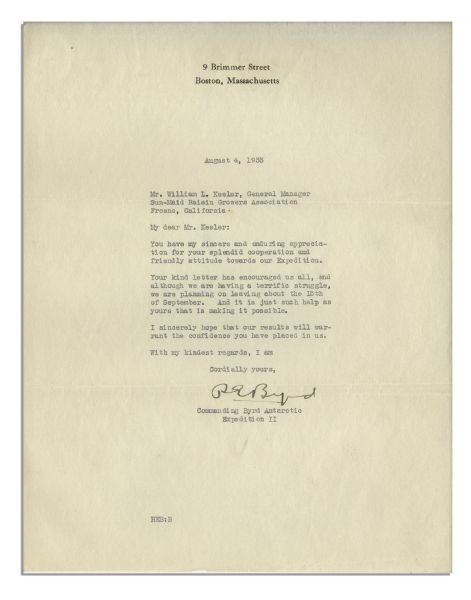 9 Brimmer Street
Boston, Massachusetts
August 4, 1933
Mr. William L. Keeler, General Manager
Sun-Maid Raisin Growers Association
Fresno, California
My dear Mr. Keeler:
You have my sincere and enduring apprecia-
tion for your splendid cooperation and
friendly attitude towards our Expedition.
Your kind letter has encouraged us all, and
although we are having a terrific struggle,
we are planning on leaving about the 15th
of September. And it is just such help as
yours that is making it possible.
I sincerely hope that our results will war-
rant the confidence you have placed in us.
With my kindest regards, I am
Cordially yours,
R E Byrd
Commanding Byrd Antarctic
Expedition II
REB:B